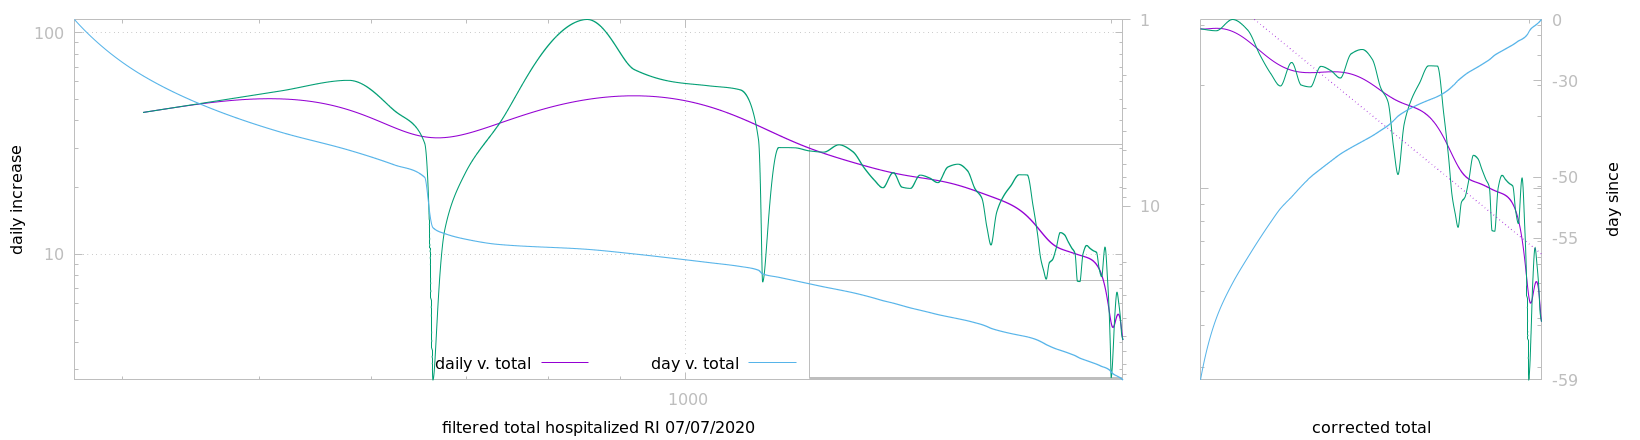 100
10
daily increase
daily v. total
day v. total
1000
filtered total hospitalized RI 07/07/2020
1
10
0
-30
-50
-55
-59
day since
corrected total